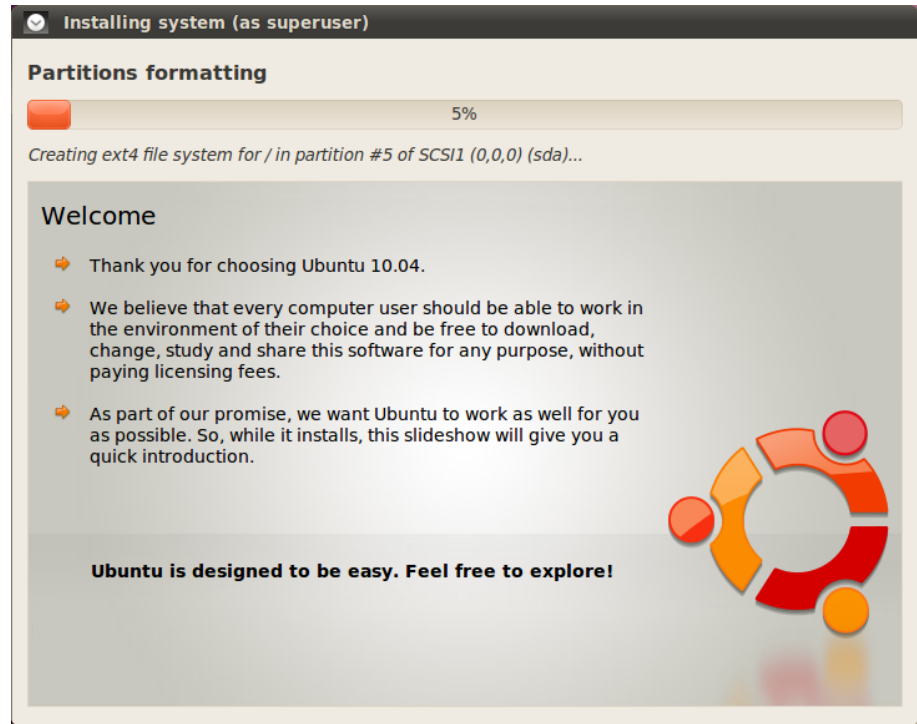 Installing system (as superuser)
Partitions formatting
5%
Creating ext4 file system for / in partition #5 of SCSI1 (0,0,0) (sda)...
Welcome
Thank you for choosing Ubuntu 10.04.
We believe that every computer user should be able to work in
the environment of their choice and be free to download,
change, study and share this software for any purpose, without
paying licensing fees.
As part of our promise, we want Ubuntu to work as well for you
as possible. So, while it installs, this slideshow will give you a
quick introduction.
Ubuntu is designed to be easy. Feel free to explore!